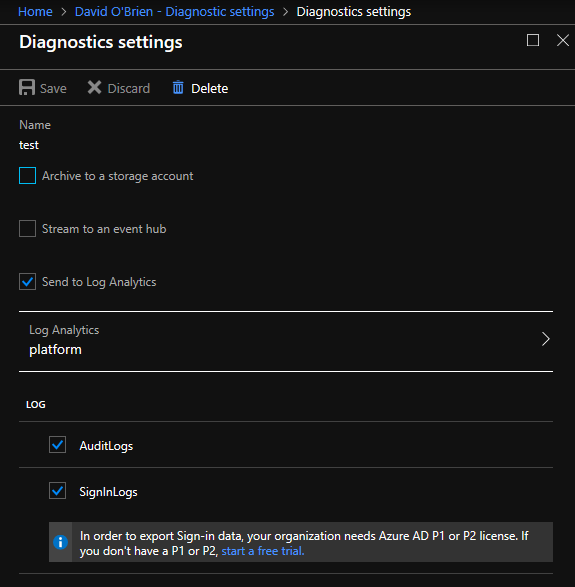 Home > David O'Brien - Diagnostic settings > Diagnostics settings
Diagnostics settings
Save Discard Delete
Name
test
Archive to a storage account
Stream to an event hub
Send to Log Analytics
Log Analytics
platform
LOG
AuditLogs
SignInLogs
In order to export Sign-in data, your organization needs Azure AD P1 or P2 license. If
you don't have a P1 or P2, start a free trial.